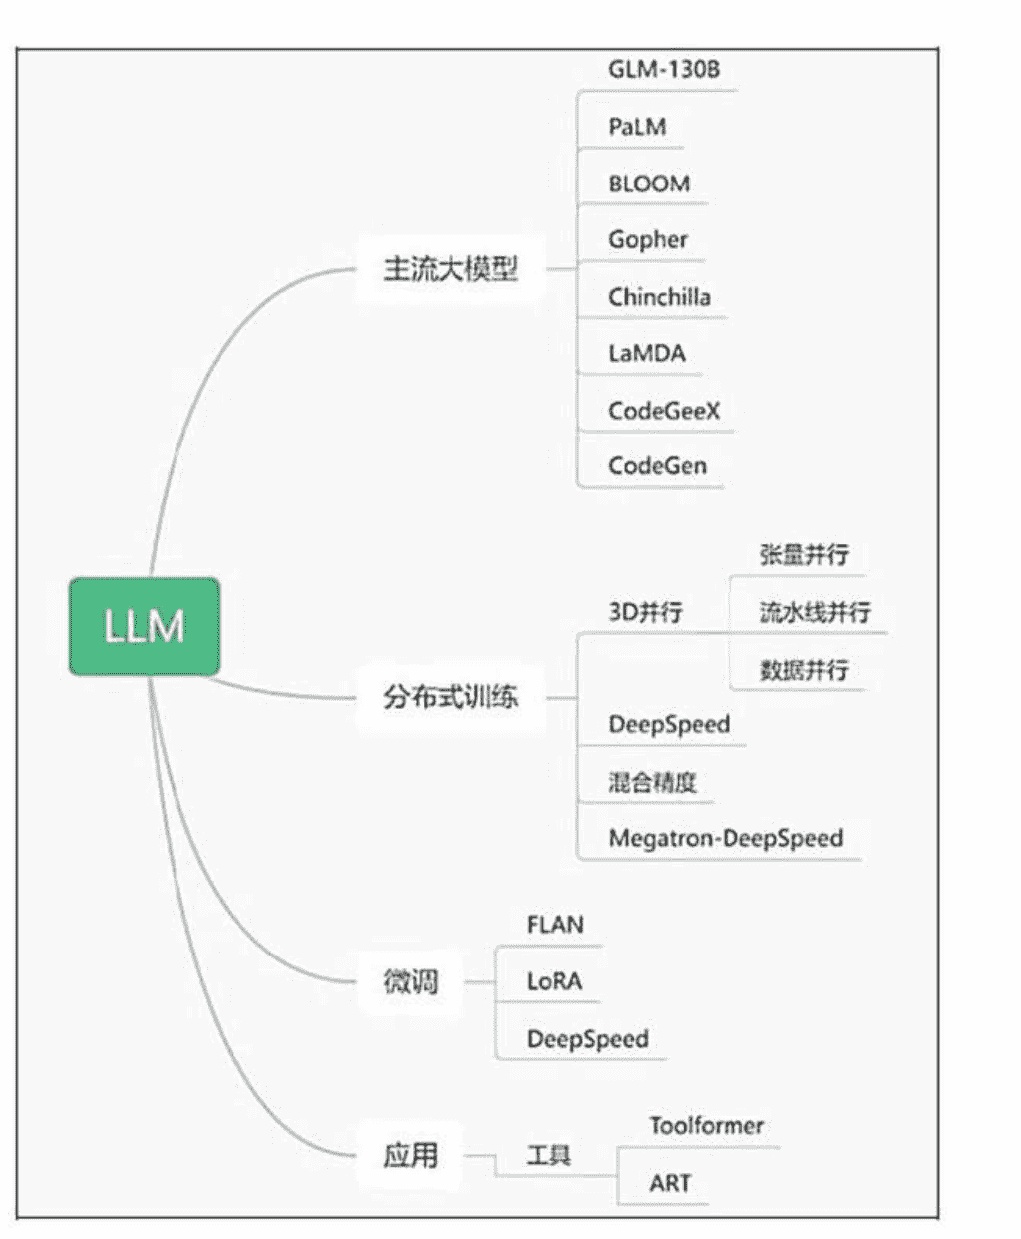 LLM
主流大模型
GLM-130B
PaLM
BLOOM
Gopher
Chinchilla
LaMDA
CodeGeeX
CodeGen
分布式训练
3D并行
张量并行
流水线并行
数据并行
DeepSpeed
混合精度
Megatron-DeepSpeed
微调
FLAN
LoRA
DeepSpeed
应用
工具
Toolformer
ART